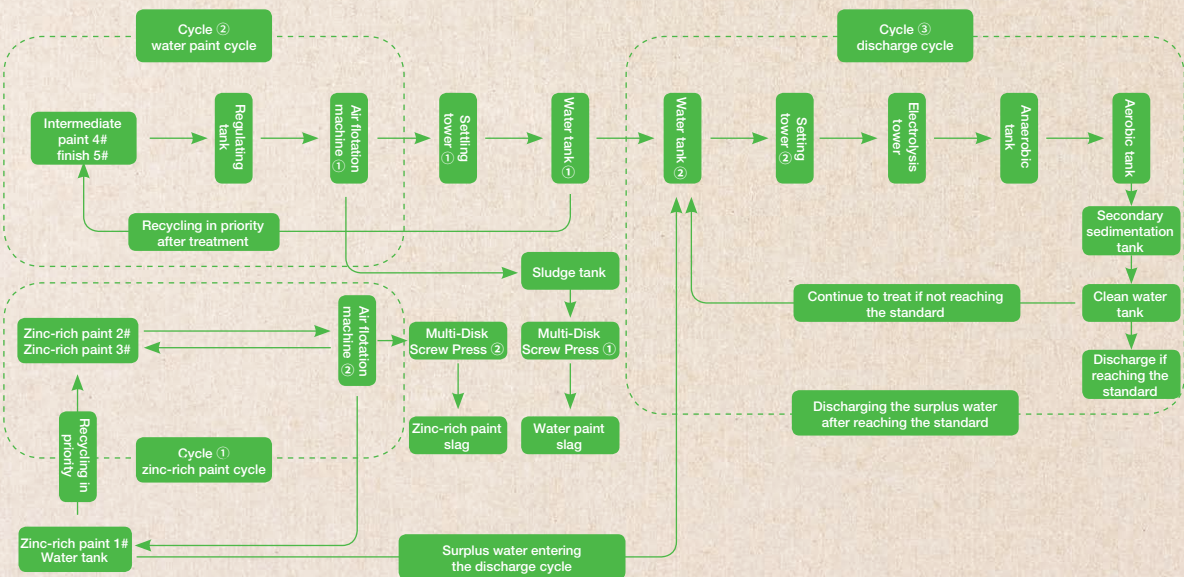 Cycle ②
water paint cycle
Cycle ③
discharge cycle
Intermediate
paint 4#
finish 5#
Regulating
tank
Air flotation
machine ①
Settling
tower ①
Water tank ①
Water tank ②
Setting
tower ②
Electrolysis
tower
Anaerobic
tank
Aerobic tank
Recycling in priority
after treatment
Secondary
sedimentation
tank
Sludge tank
Continue to treat if not reaching
the standard
Clean water
tank
Zinc-rich paint 2#
Zinc-rich paint 3#
Air flotation
machine ②
Multi-Disk
Screw Press ②
Multi-Disk
Screw Press ①
Discharge if
reaching the
standard
Discharging the surplus water
after reaching the standard
Recycling in
priority
Cycle ①
zinc-rich paint cycle
Zinc-rich paint
slag
Water paint
slag
Zinc-rich paint 1#
Water tank
Surplus water entering
the discharge cycle